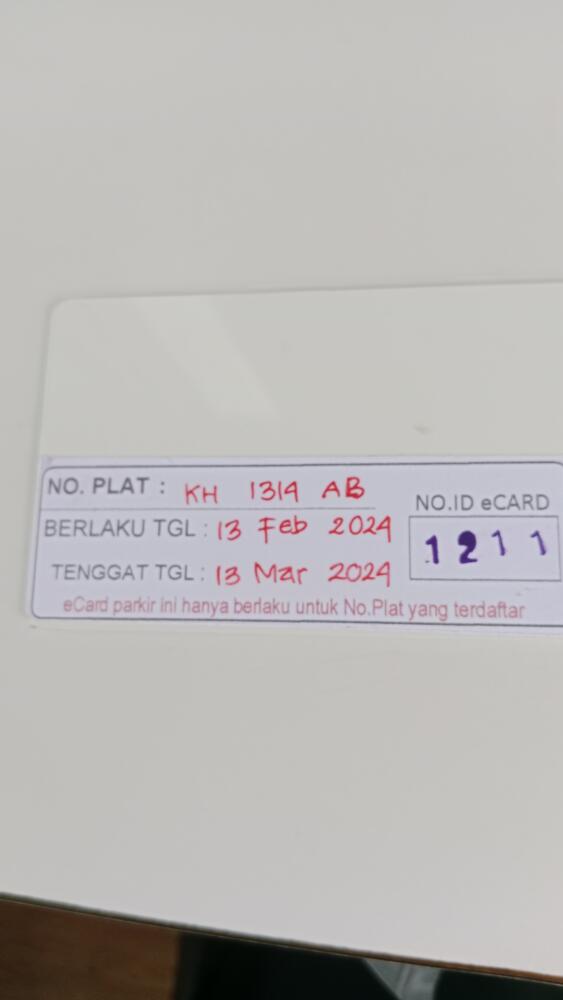 NO. PLAT : KH 1314 AB
BERLAKU TGL : 13 Feb 2024
TENGGAT TGL : 13 Mar 2024
NO.ID eCARD
1211
eCard parkir ini hanya berlaku untuk No.Plat yang terdaftar